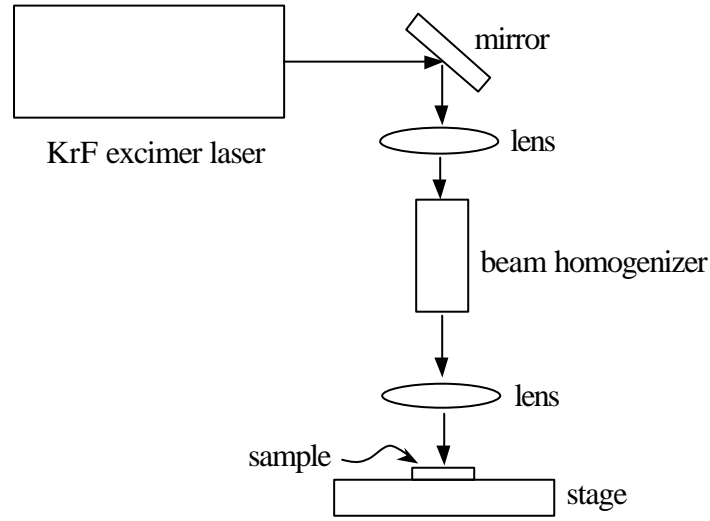 mirror
KrF excimer laser
lens
beam homogenizer
lens
sample
stage